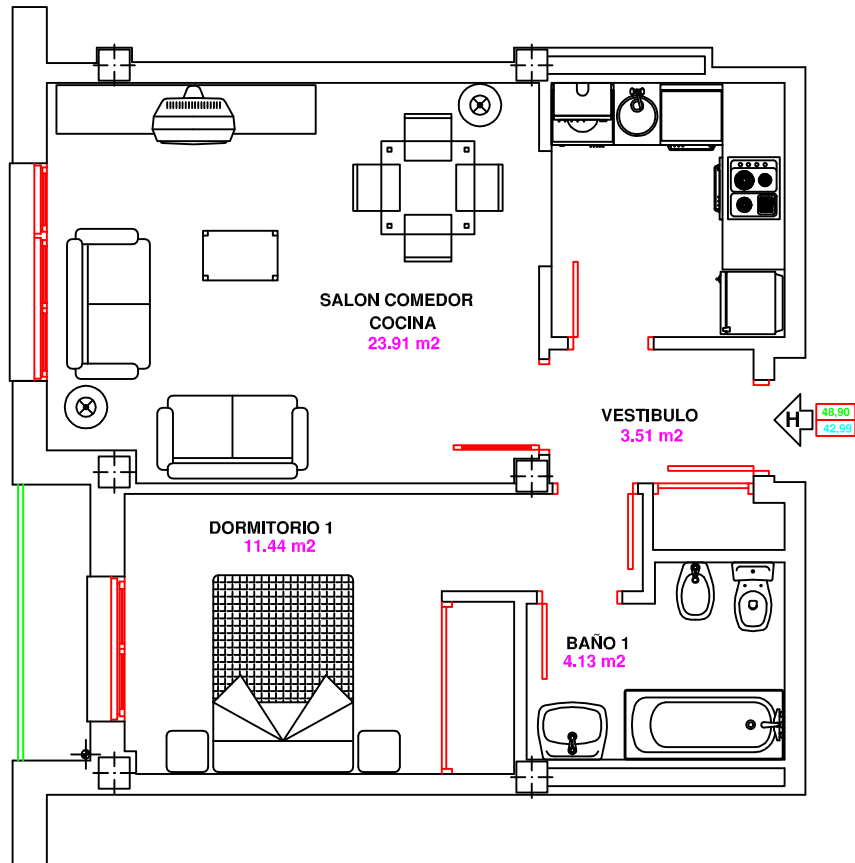 SALON COMEDOR
COCINA
23.91 m2
VESTIBULO
3.51 m2
H
48,90
42,99
DORMITORIO 1
11.44 m2
BAÑO 1
4.13 m2